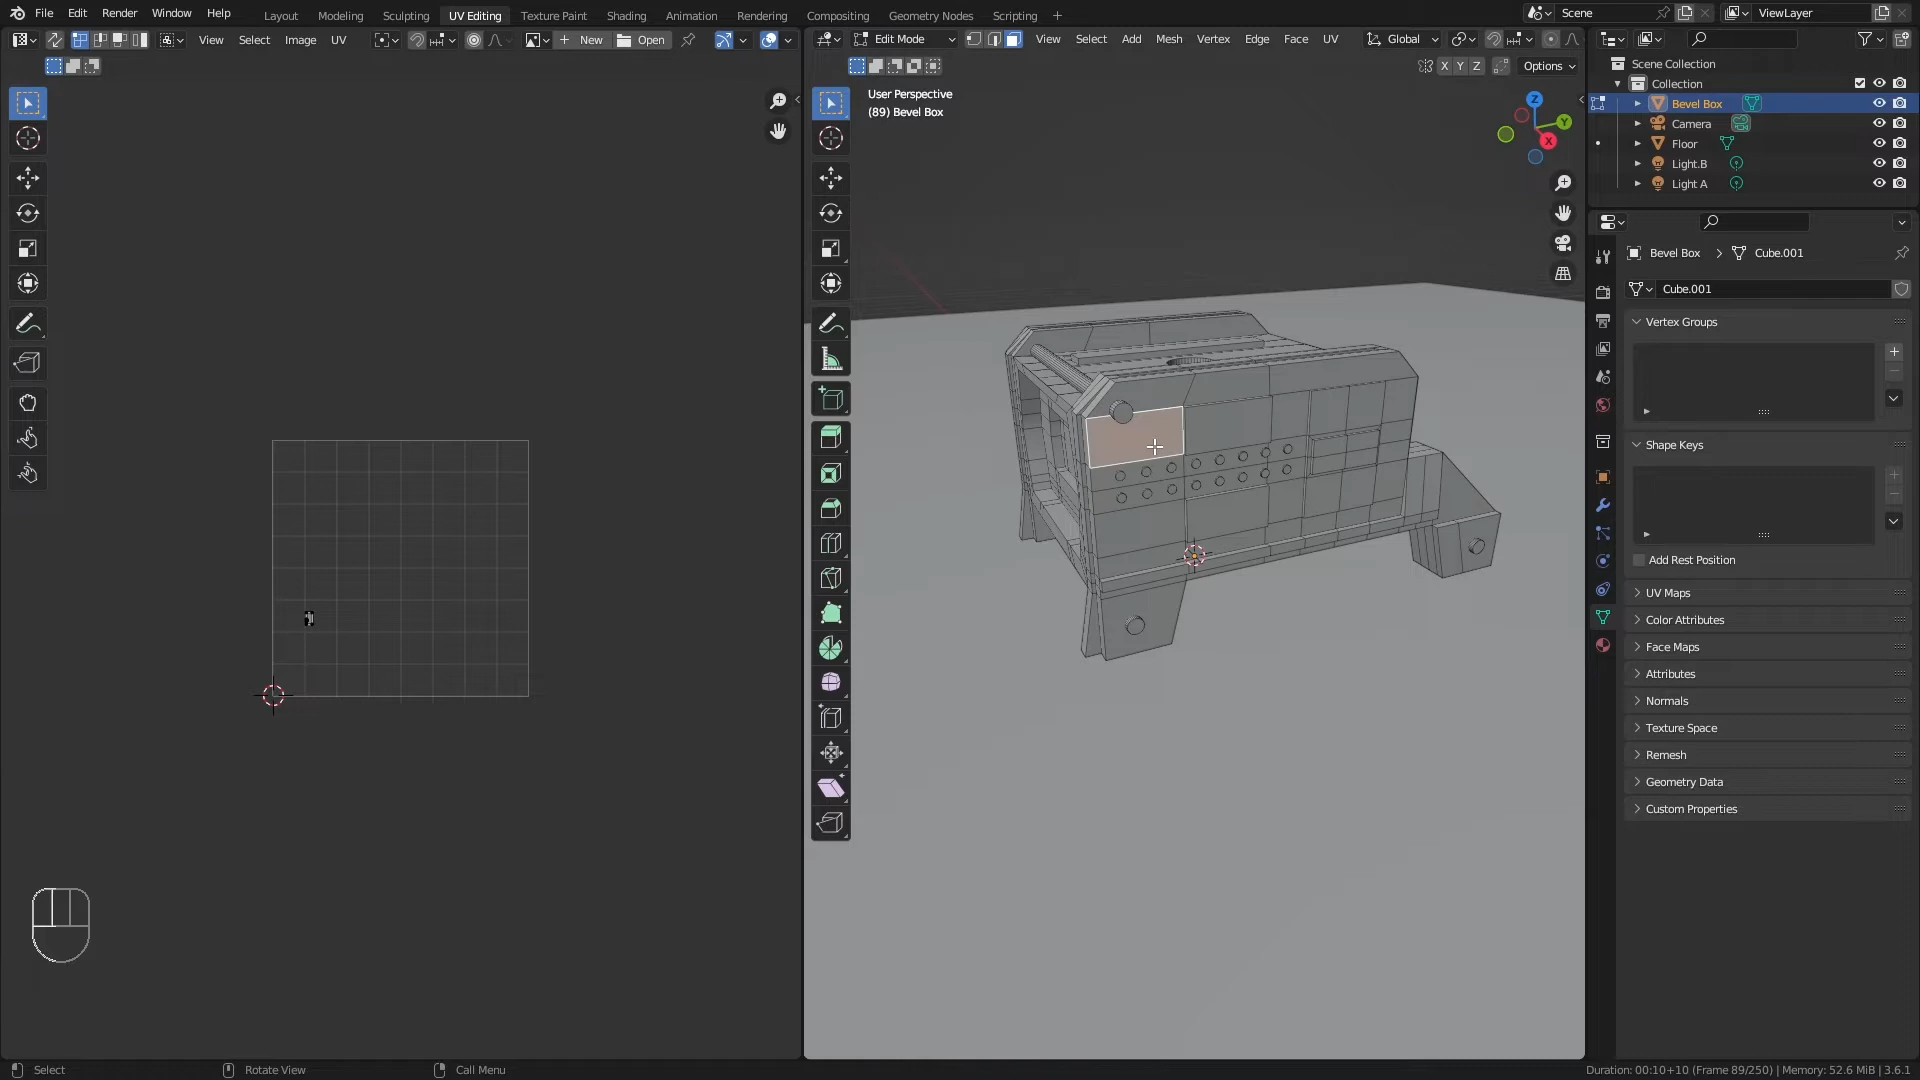 File Edit Render Window Help Layout Modeling Sculpting UV Editing Texture Paint Shading Animation Rendering Compositing Geometry Nodes Scripting Scene ViewLayer
View Select Image UV New Open Edit Mode View Select Add Mesh Vertex Edge Face UV Global
X Y Z Options
User Perspective
(89) Bevel Box
Z
Y
X
Scene Collection
Collection
Bevel Box
Camera
Floor
Light.B
Light A
Bevel Box Cube.001
Cube.001
Vertex Groups
Shape Keys
Add Rest Position
UV Maps
Color Attributes
Face Maps
Attributes
Normals
Texture Space
Remesh
Geometry Data
Custom Properties
Select Rotate View Call Menu Duration: 00:10+10 (Frame 89/250) | Memory: 52.6 MiB | 3.6.1